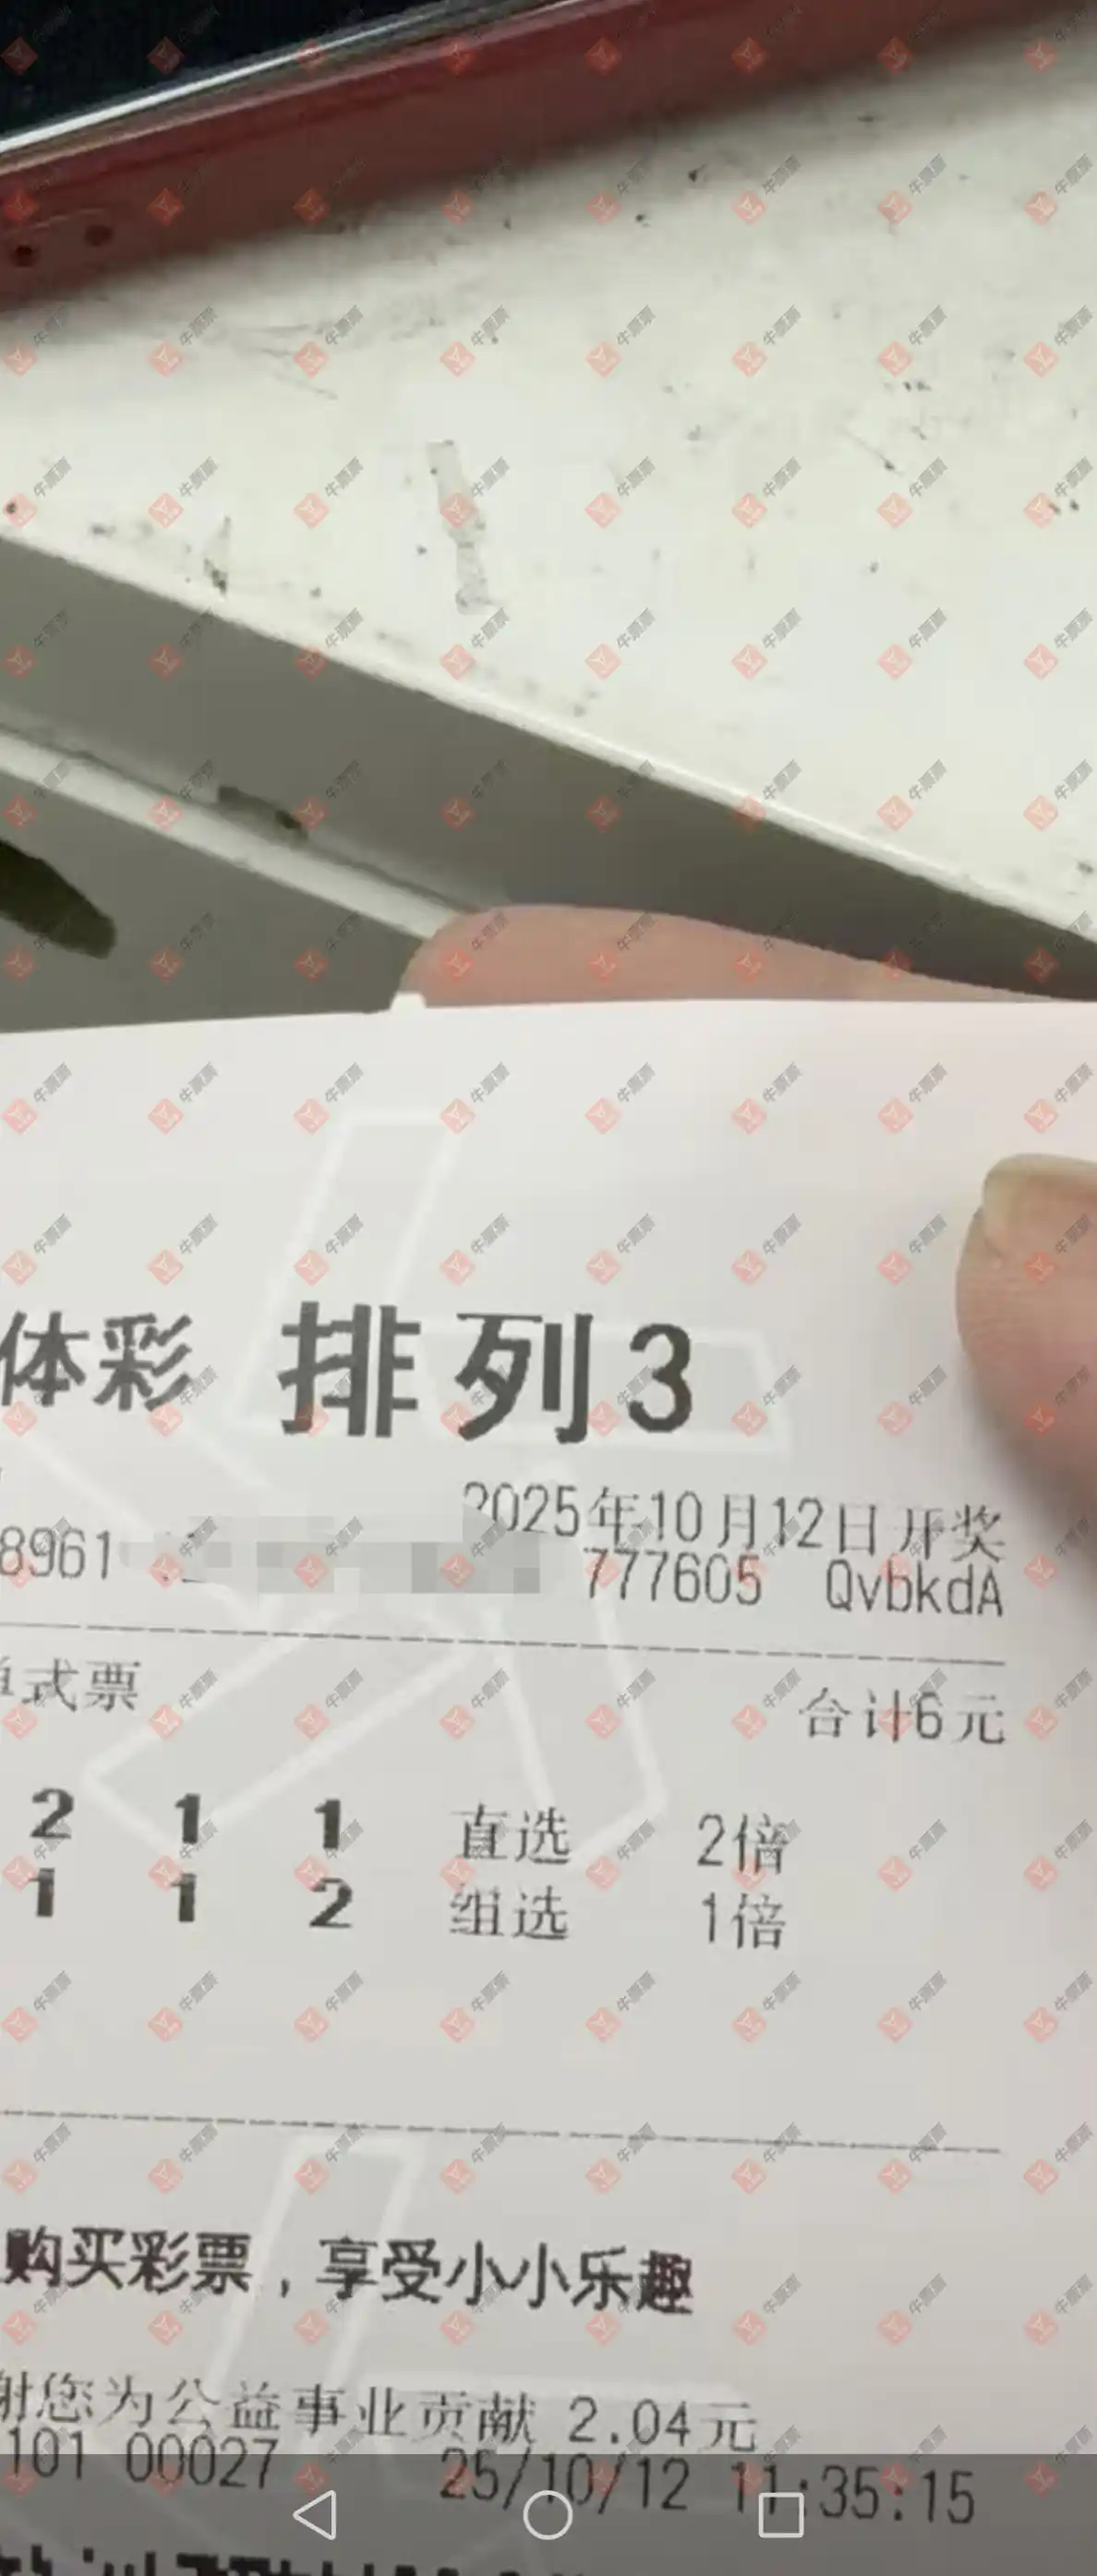 体彩 排列3
2025年10月12日开奖
8961 777605 QvbkdA
单式票
合计6元
2 1 1 直选 2倍
1 1 2 组选 1倍
购买彩票，享受小小乐趣
谢您为公益事业贡献 2.04元
101 00027 25/10/12 11:35:15